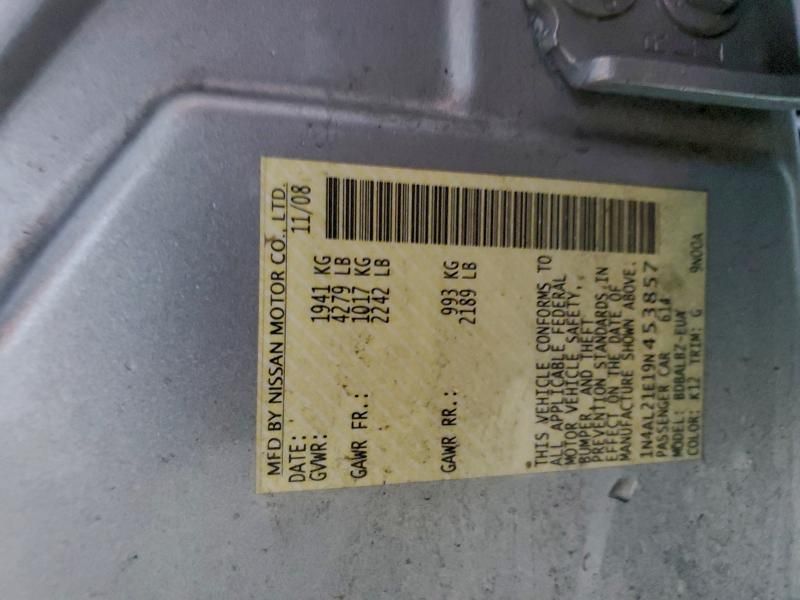 MFD BY NISSAN MOTOR CO., LTD.
DATE: 11/08
GVWR: 1941 KG
4279 LB
GAWR FR.: 1017 KG
2242 LB
GAWR RR.: 993 KG
2189 LB
THIS VEHICLE CONFORMS TO
ALL APPLICABLE FEDERAL
MOTOR VEHICLE SAFETY,
BUMPER, AND THEFT
PREVENTION STANDARDS IN
EFFECT ON THE DATE OF
MANUFACTURE SHOWN ABOVE.
1N4AL21E19N453857
PASSENGER CAR 614
MODEL: BDBALBZ-EUA
COLOR: K12 TRIM: G 9N00A